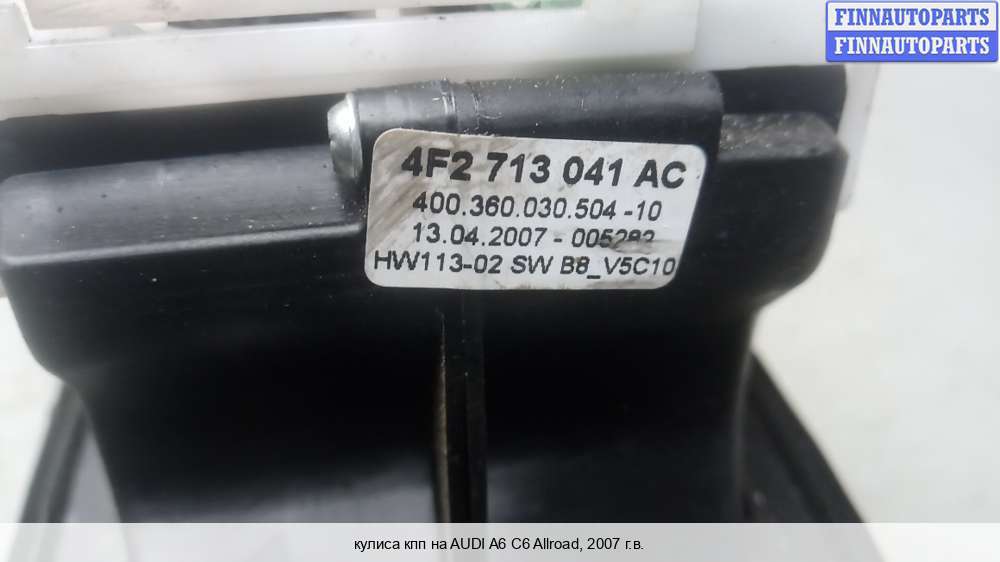 FINNAUTOPARTS
FINNAUTOPARTS
4F2 713 041 AC
400.360.030.504-10
13.04.2007 - 005282
HW113-02 SW B8_V5C10
кулиса кпп на AUDI A6 C6 Allroad, 2007 г.в.